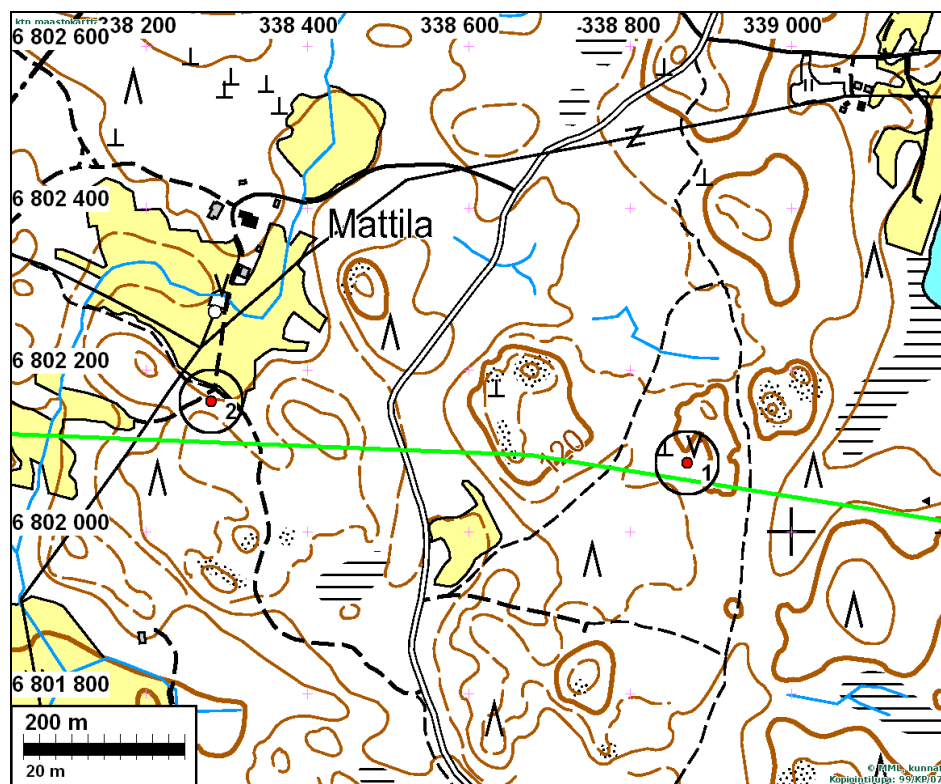 ktp maastokartta
338 200
338 400
338 600
338 800
339 000
6 802 600
6 802 400
Mattila
6 802 200
2
120
1
6 802 000
6 801 800
200 m
20 m
© MML, kunnat
Kopiointilupa: 99/KP/07